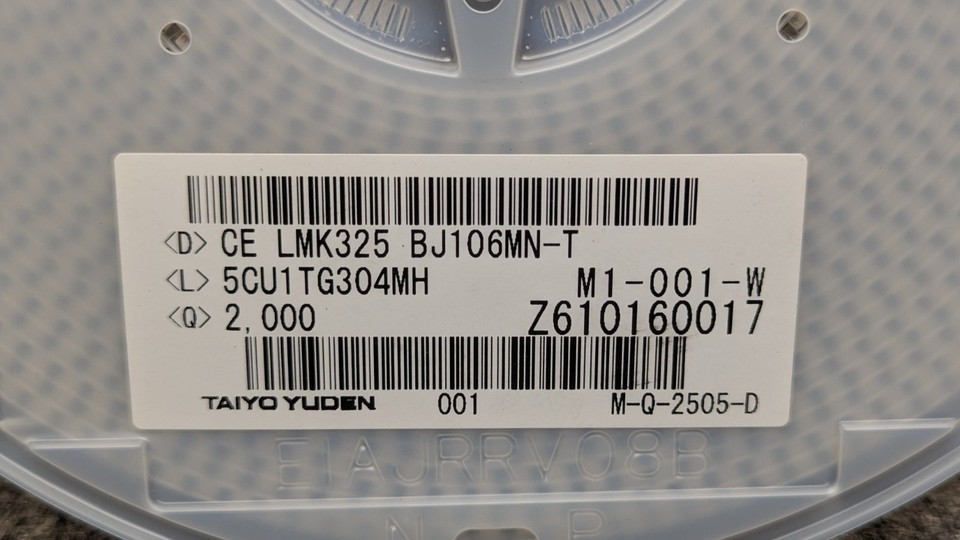 <D> CE LMK325 BJ106MN-T
<L> 5CU1TG304MH M1-001-W
<Q> 2,000 Z610160017
TAIYO YUDEN 001 M-Q-2505-D
EIAJRRV08B
N P